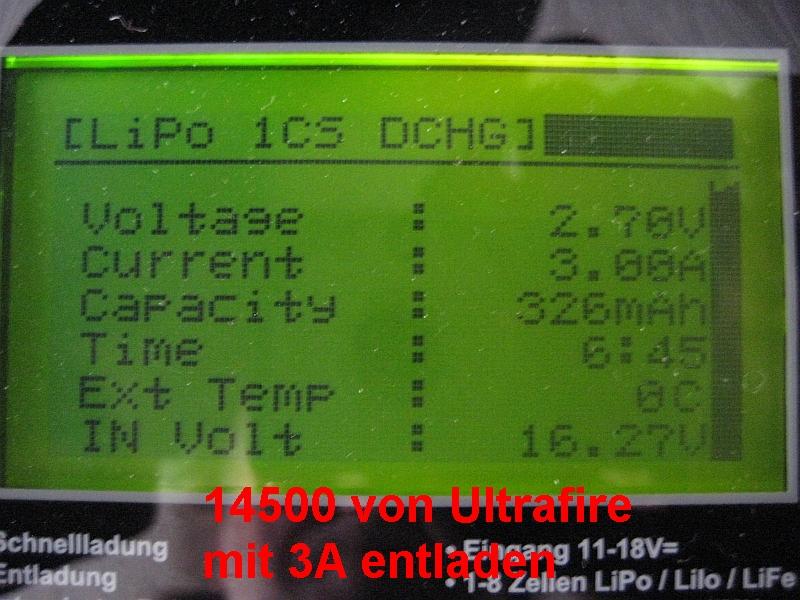 [LiPo 1CS DCHG]
Voltage : 2.70V
Current : 3.00A
Capacity : 326mAh
Time : 6:45
Ext Temp : 0C
IN Volt : 16.27V
14500 von Ultrafire
mit 3A entladen
Schnellladung
Entladung
• Eingang 11-18V=
• 1-8 Zellen LiPo / LiIo / LiFe